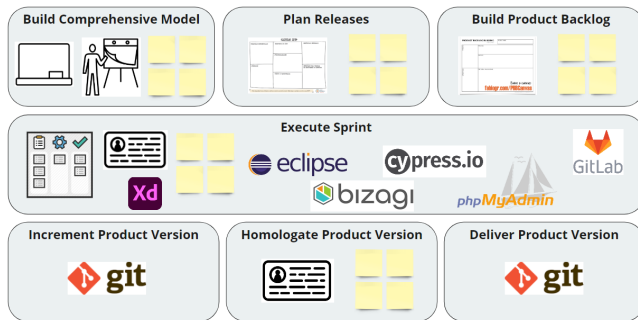 Build Comprehensive Model
Plan Releases
Build Product Backlog
Execute Sprint
eclipse
cypress.io
GitLab
Xd
bizagi
phpMyAdmin
Increment Product Version
Homologate Product Version
Deliver Product Version
git
git